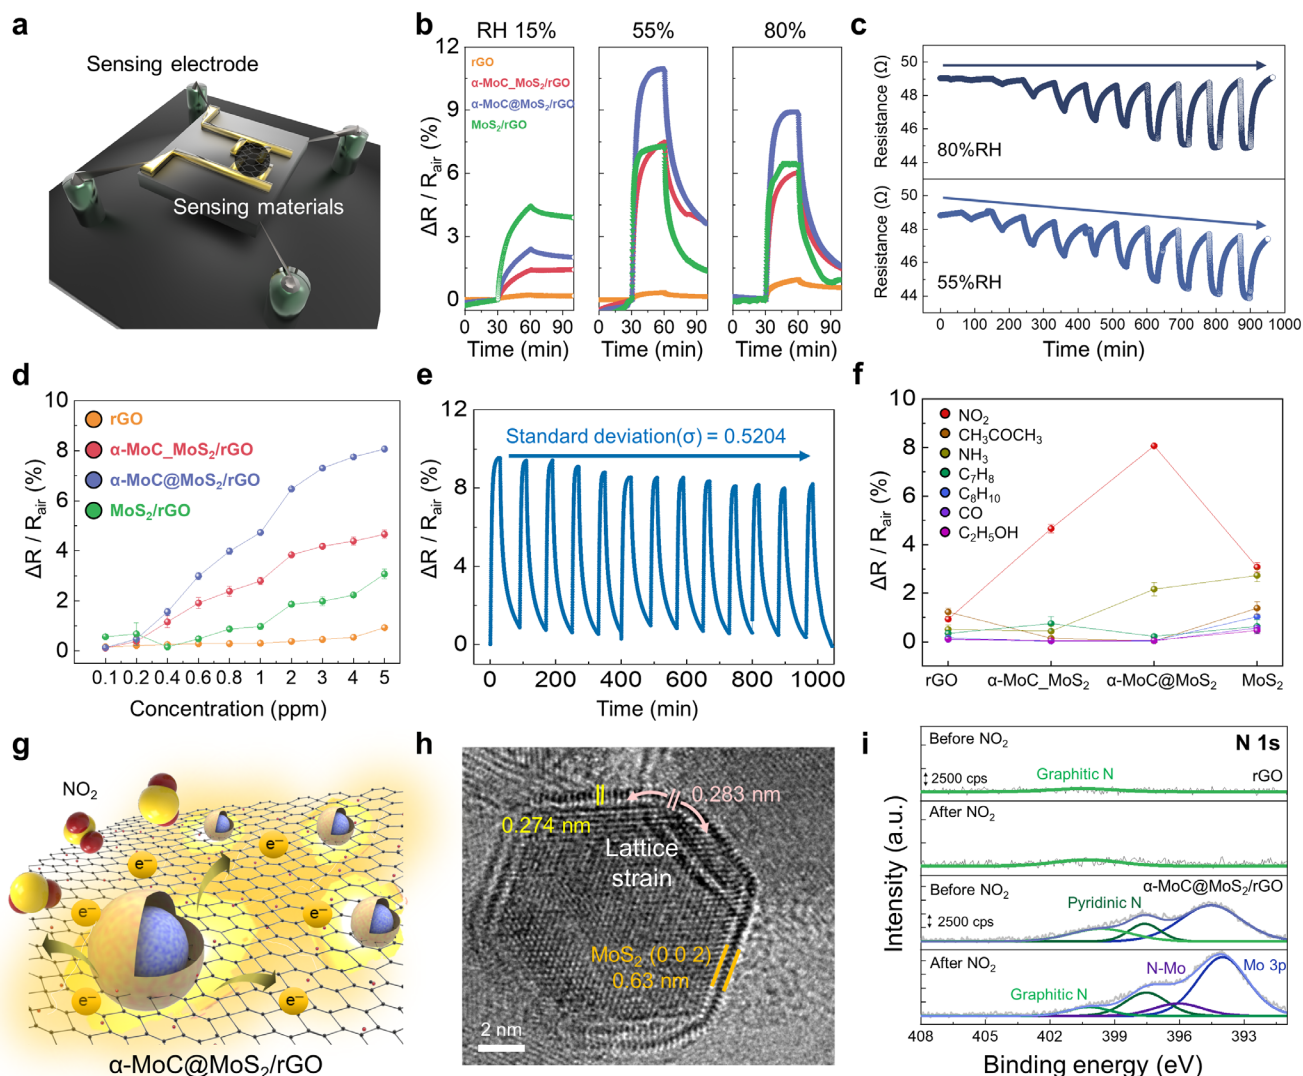 a
Sensing electrode
Sensing materials
b
RH 15%
55%
80%
rGO
α-MoC_MoS₂/rGO
α-MoC@MoS₂/rGO
MoS₂/rGO
ΔR / Rair (%)
12
9
6
3
0
0 30 60 90
0 30 60 90
0 30 60 90
Time (min)
Time (min)
Time (min)
c
Resistance (Ω)
50
48
46
44
80%RH
Resistance (Ω)
50
48
46
44
55%RH
0 100 200 300 400 500 600 700 800 900 1000
Time (min)
d
ΔR / Rair (%)
10
8
6
4
2
0
rGO
α-MoC_MoS₂/rGO
α-MoC@MoS₂/rGO
MoS₂/rGO
0.1 0.2 0.4 0.6 0.8 1 2 3 4 5
Concentration (ppm)
e
ΔR / Rair (%)
12
8
4
0
Standard deviation(σ) = 0.5204
0 200 400 600 800 1000
Time (min)
f
ΔR / Rair (%)
10
8
6
4
2
0
NO₂
CH₃COCH₃
NH₃
C₇H₈
C₈H₁₀
CO
C₂H₅OH
rGO α-MoC_MoS₂ α-MoC@MoS₂ MoS₂
g
NO₂
e⁻
e⁻
e⁻
e⁻
e⁻
e⁻
α-MoC@MoS₂/rGO
h
0.283 nm
0.274 nm
Lattice
strain
MoS₂ (0 0 2)
0.63 nm
2 nm
i
Before NO₂
N 1s
Graphitic N
2500 cps
rGO
After NO₂
Before NO₂
α-MoC@MoS₂/rGO
Pyridinic N
2500 cps
After NO₂
N-Mo
Mo 3p
Graphitic N
Intensity (a.u.)
408 405 402 399 396 393
Binding energy (eV)